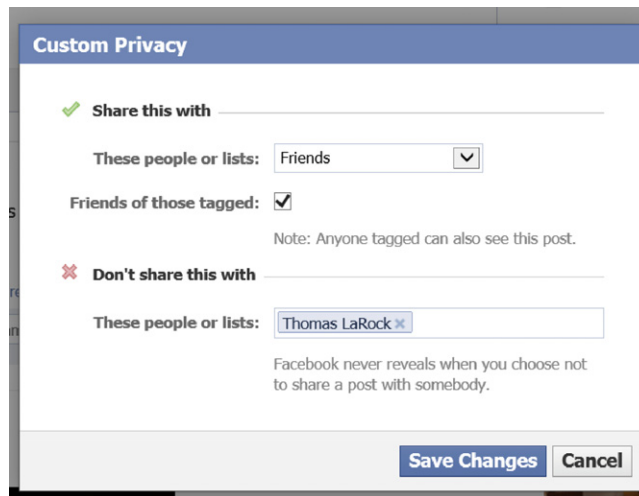 Custom Privacy
Share this with
These people or lists: Friends
Friends of those tagged:
Note: Anyone tagged can also see this post.
Don't share this with
These people or lists: Thomas LaRock
Facebook never reveals when you choose not
to share a post with somebody.
Save Changes Cancel